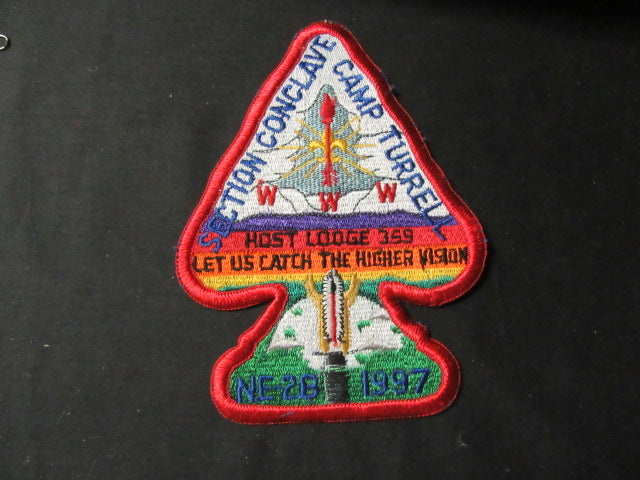 SECTION CONCLAVE
CAMP TURRELL
W W W
HOST LODGE 359
LET US CATCH THE HIGHER VISION
NE-2B 1997